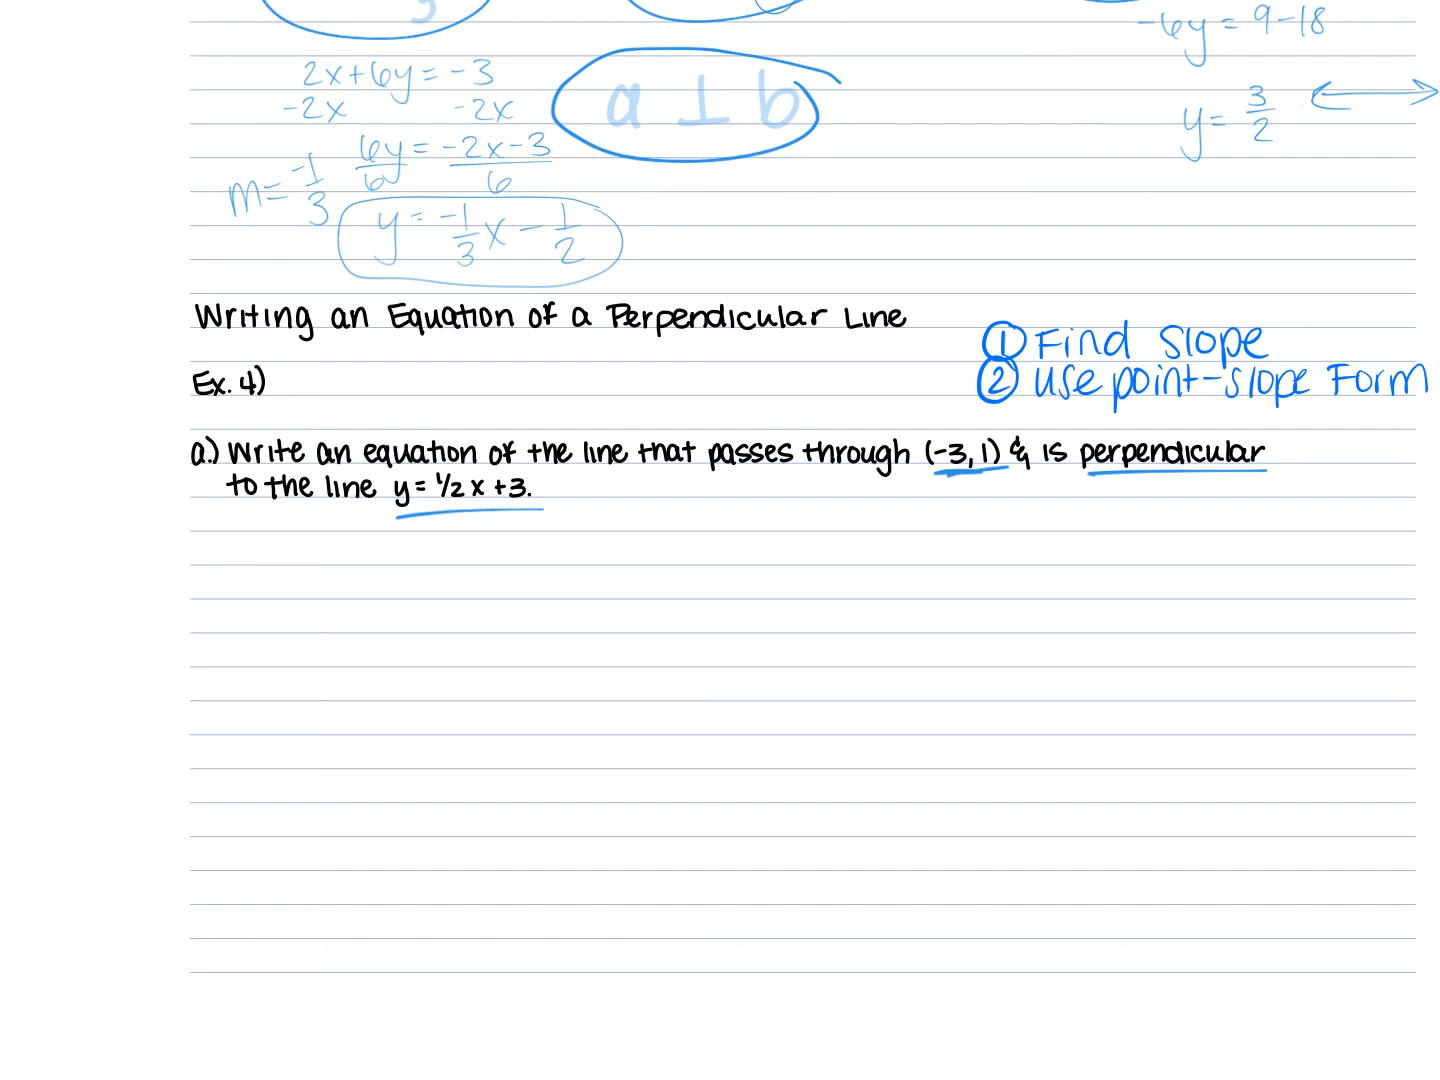 -6y = 9-18
2x+6y = -3
-2x -2x
a ⊥ b
y = 3/2
6y = -2x-3
6 6
m = -1/3
y = -1/3x - 1/2
Writing an Equation of a Perpendicular Line
① Find Slope
Ex. 4)
② Use point-slope Form
a.) Write an equation of the line that passes through (-3, 1) & is perpendicular
to the line y = 1/2 x +3.